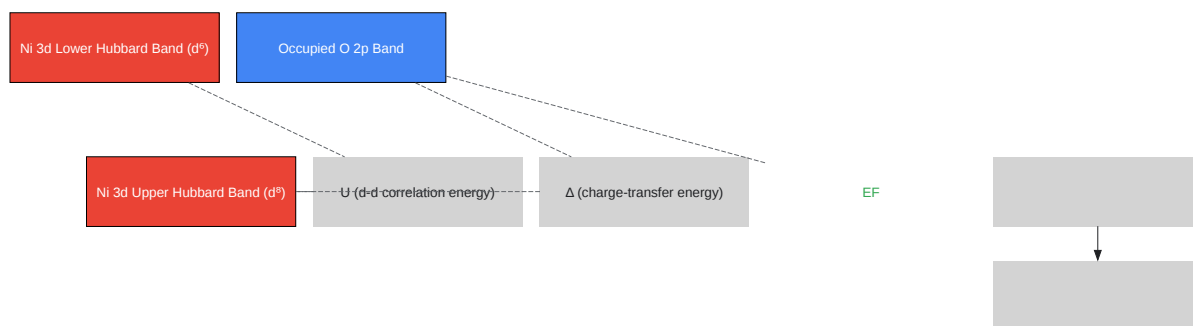 Ni 3d Lower Hubbard Band (d⁶)
Occupied O 2p Band
Ni 3d Upper Hubbard Band (d⁸)
U (d-d correlation energy)
Δ (charge-transfer energy)
EF